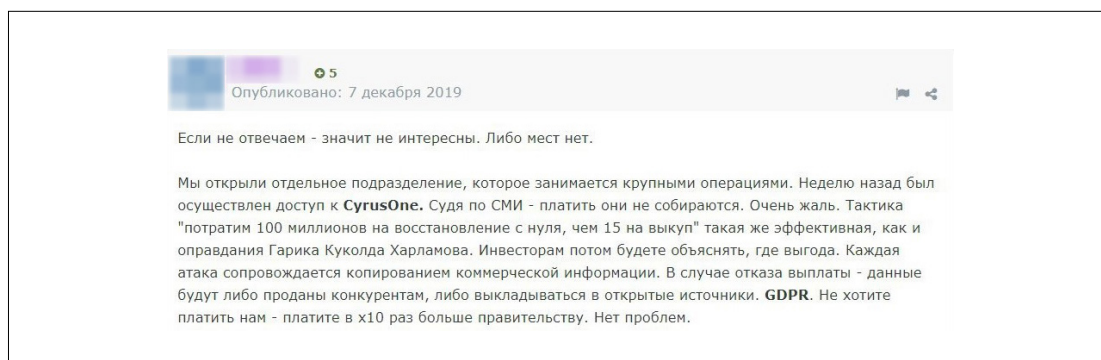 5
Опубликовано: 7 декабря 2019
Если не отвечаем - значит не интересны. Либо мест нет.
Мы открыли отдельное подразделение, которое занимается крупными операциями. Неделю назад был
осуществлен доступ к CyrusOne. Судя по СМИ - платить они не собираются. Очень жаль. Тактика
"потратим 100 миллионов на восстановление с нуля, чем 15 на выкуп" такая же эффективная, как и
оправдания Гарика Куколда Харламова. Инвесторам потом будете объяснять, где выгода. Каждая
атака сопровождается копированием коммерческой информации. В случае отказа выплаты - данные
будут либо проданы конкурентам, либо выкладываться в открытые источники. GDPR. Не хотите
платить нам - платите в х10 раз больше правительству. Нет проблем.